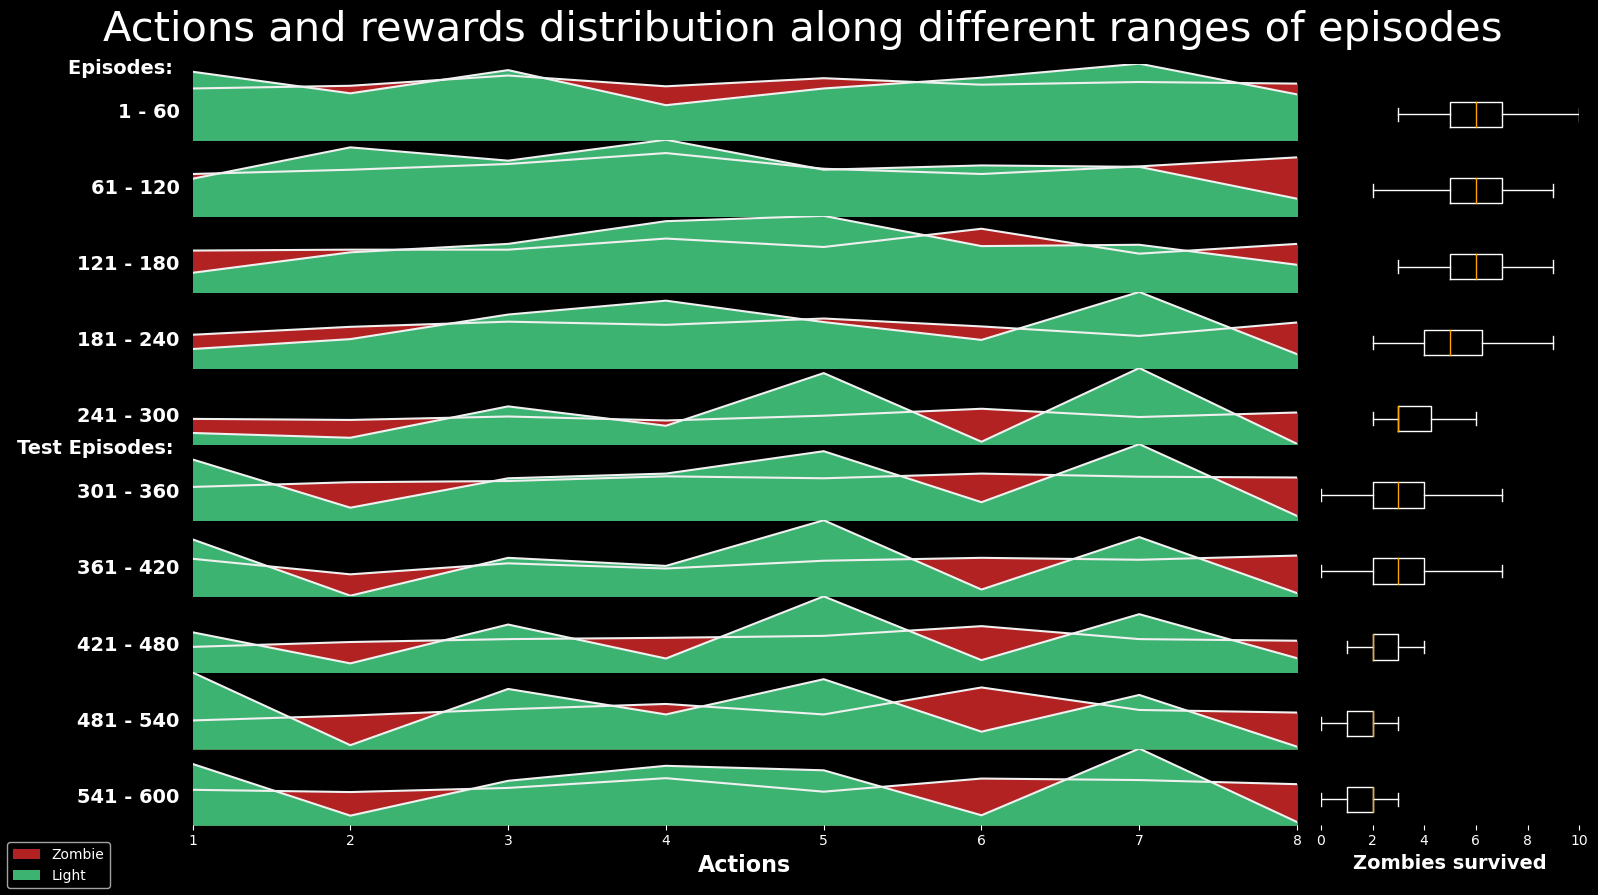 Actions and rewards distribution along different ranges of episodes
Episodes:
1 - 60
61 - 120
121 - 180
181 - 240
241 - 300
Test Episodes:
301 - 360
361 - 420
421 - 480
481 - 540
541 - 600
1 2 3 4 5 6 7 8
0 2 4 6 8 10
Actions
Zombies survived
Zombie
Light